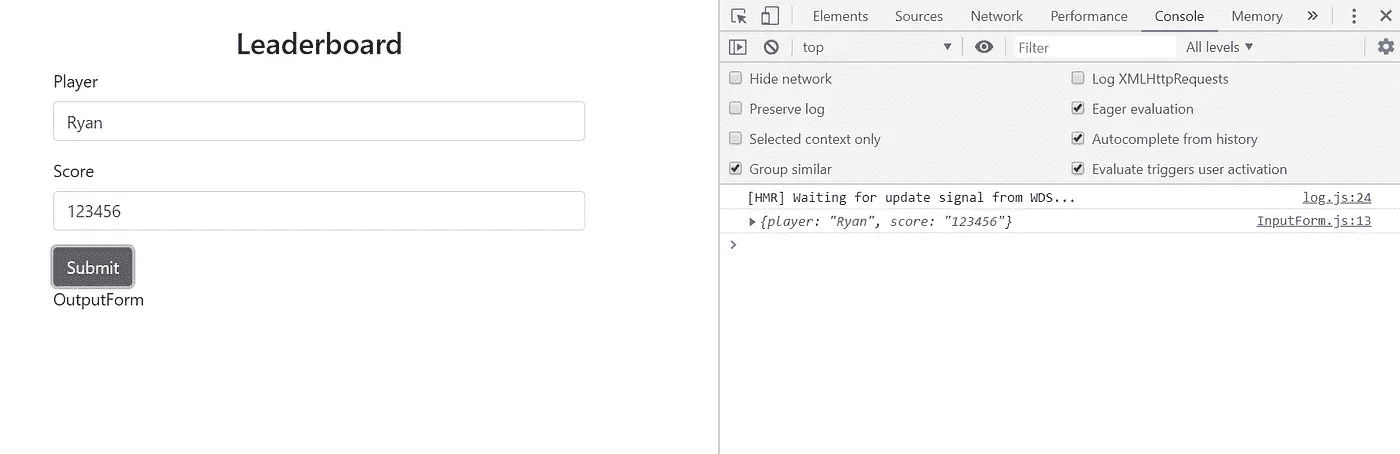 Leaderboard
Player
Ryan
Score
123456
Submit
OutputForm
Elements Sources Network Performance Console Memory »
top Filter All levels
Hide network Log XMLHttpRequests
Preserve log Eager evaluation
Selected context only Autocomplete from history
Group similar Evaluate triggers user activation
[HMR] Waiting for update signal from WDS... log.js:24
{player: "Ryan", score: "123456"} InputForm.js:13
>